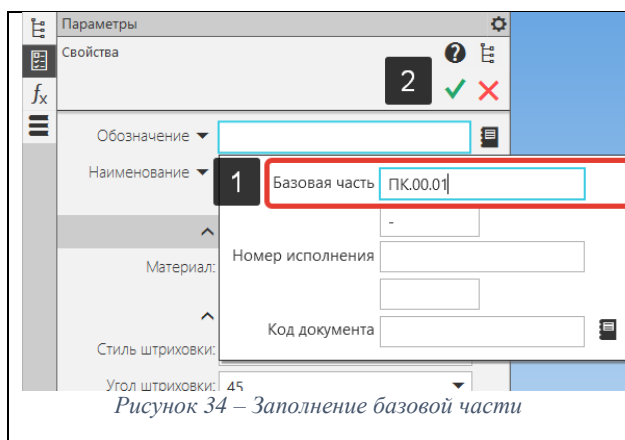 Параметры
Свойства
2
fx
Обозначение
Наименование
1
Базовая часть ПК.00.01
-
Материал:
Номер исполнения
Код документа
Стиль штриховки:
Угол штриховки: 45
Рисунок 34 – Заполнение базовой части